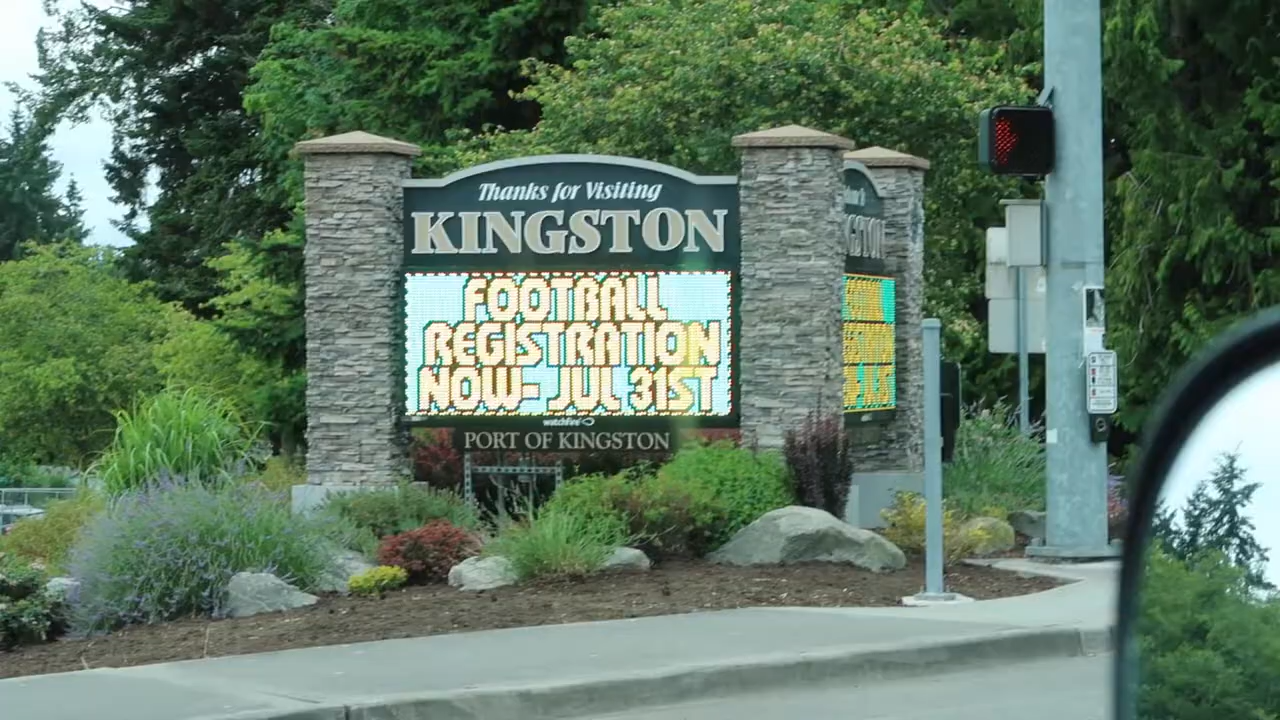 Thanks for Visiting
KINGSTON
FOOTBALL
REGISTRATION
NOW- JUL 31ST
watchfire
PORT OF KINGSTON